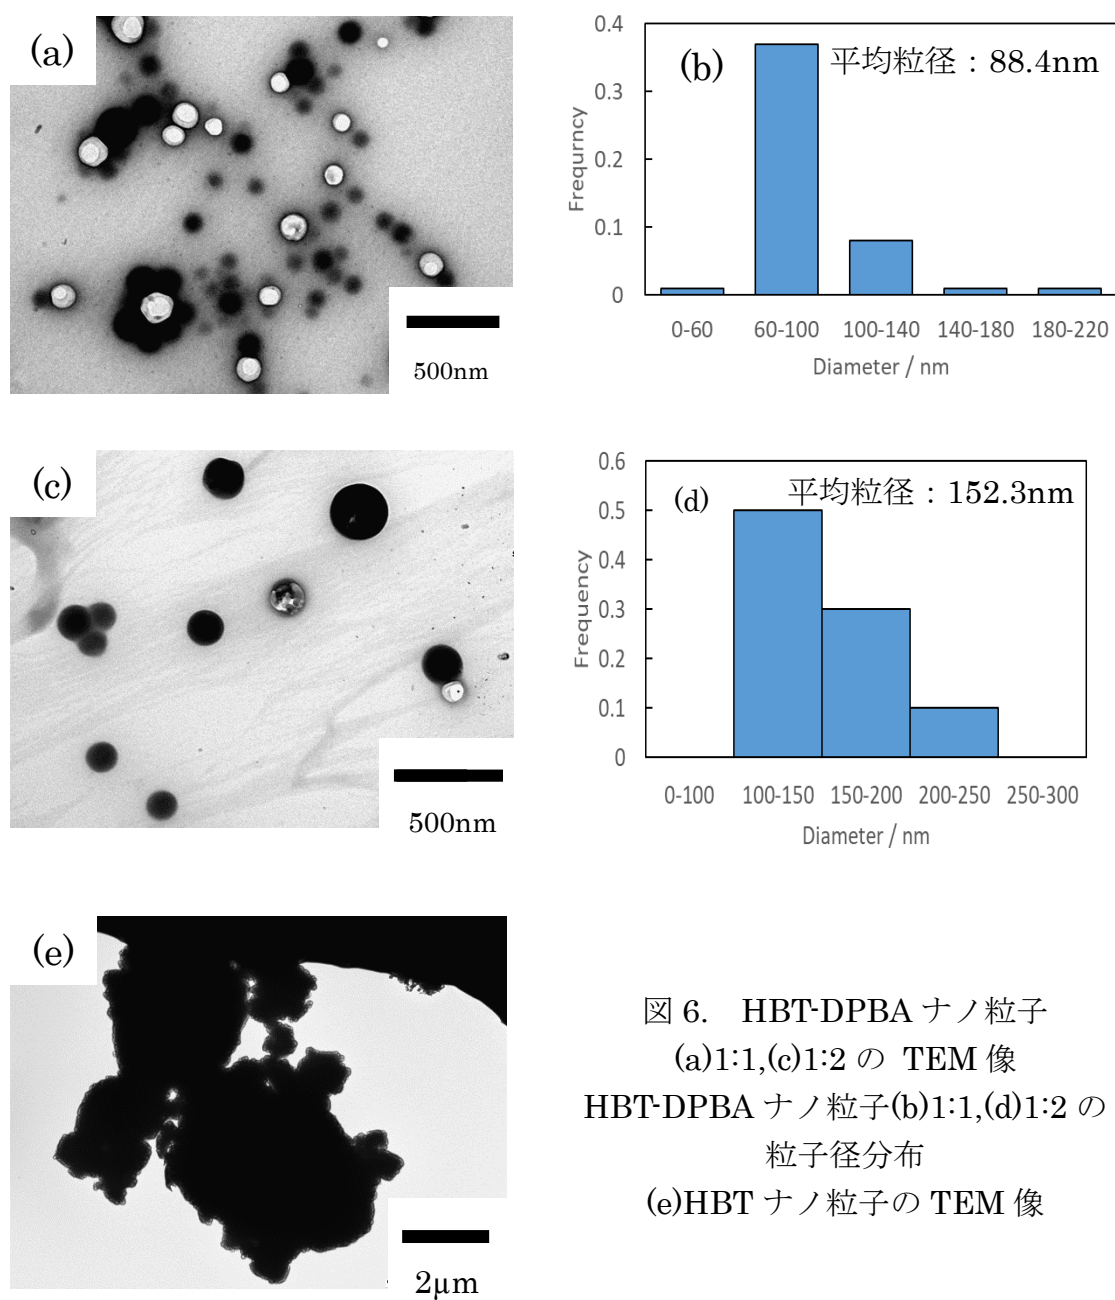 (a)
500nm
(b)
平均粒径：88.4nm
Frequrncy
0.4
0.3
0.2
0.1
0
0-60 60-100 100-140 140-180 180-220
Diameter / nm
(c)
500nm
(d)
平均粒径：152.3nm
Frequency
0.6
0.5
0.4
0.3
0.2
0.1
0
0-100 100-150 150-200 200-250 250-300
Diameter / nm
(e)
2μm
図 6.　HBT-DPBA ナノ粒子
(a)1:1,(c)1:2 の TEM 像
HBT-DPBA ナノ粒子(b)1:1,(d)1:2 の
粒子径分布
(e)HBT ナノ粒子の TEM 像